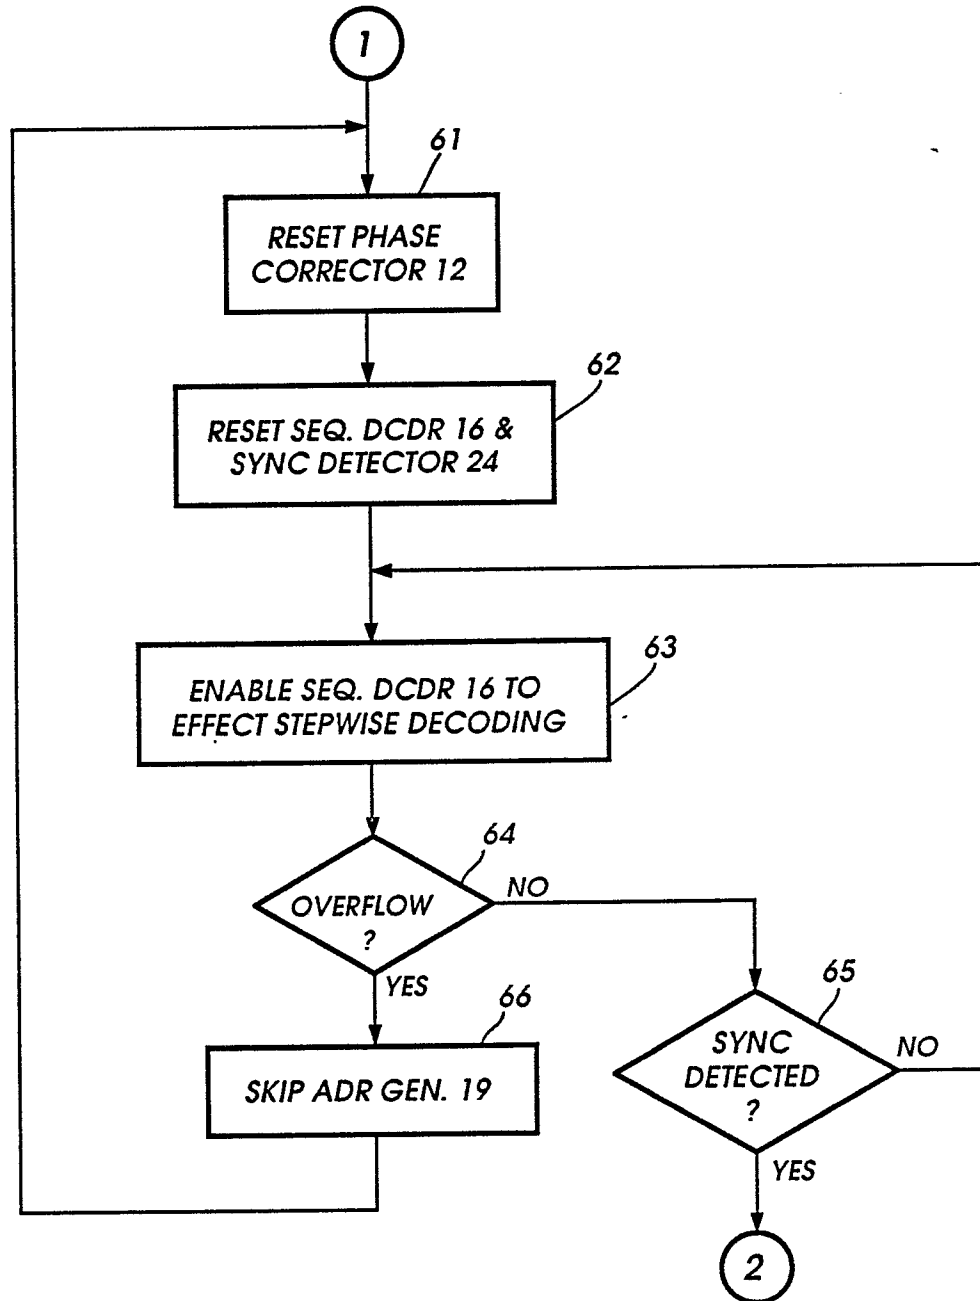 1
61
RESET PHASE
CORRECTOR 12
62
RESET SEQ. DCDR 16 &
SYNC DETECTOR 24
63
ENABLE SEQ. DCDR 16 TO
EFFECT STEPWISE DECODING
64
OVERFLOW
?
NO
YES
65
SYNC
DETECTED
?
NO
YES
66
SKIP ADR GEN. 19
2